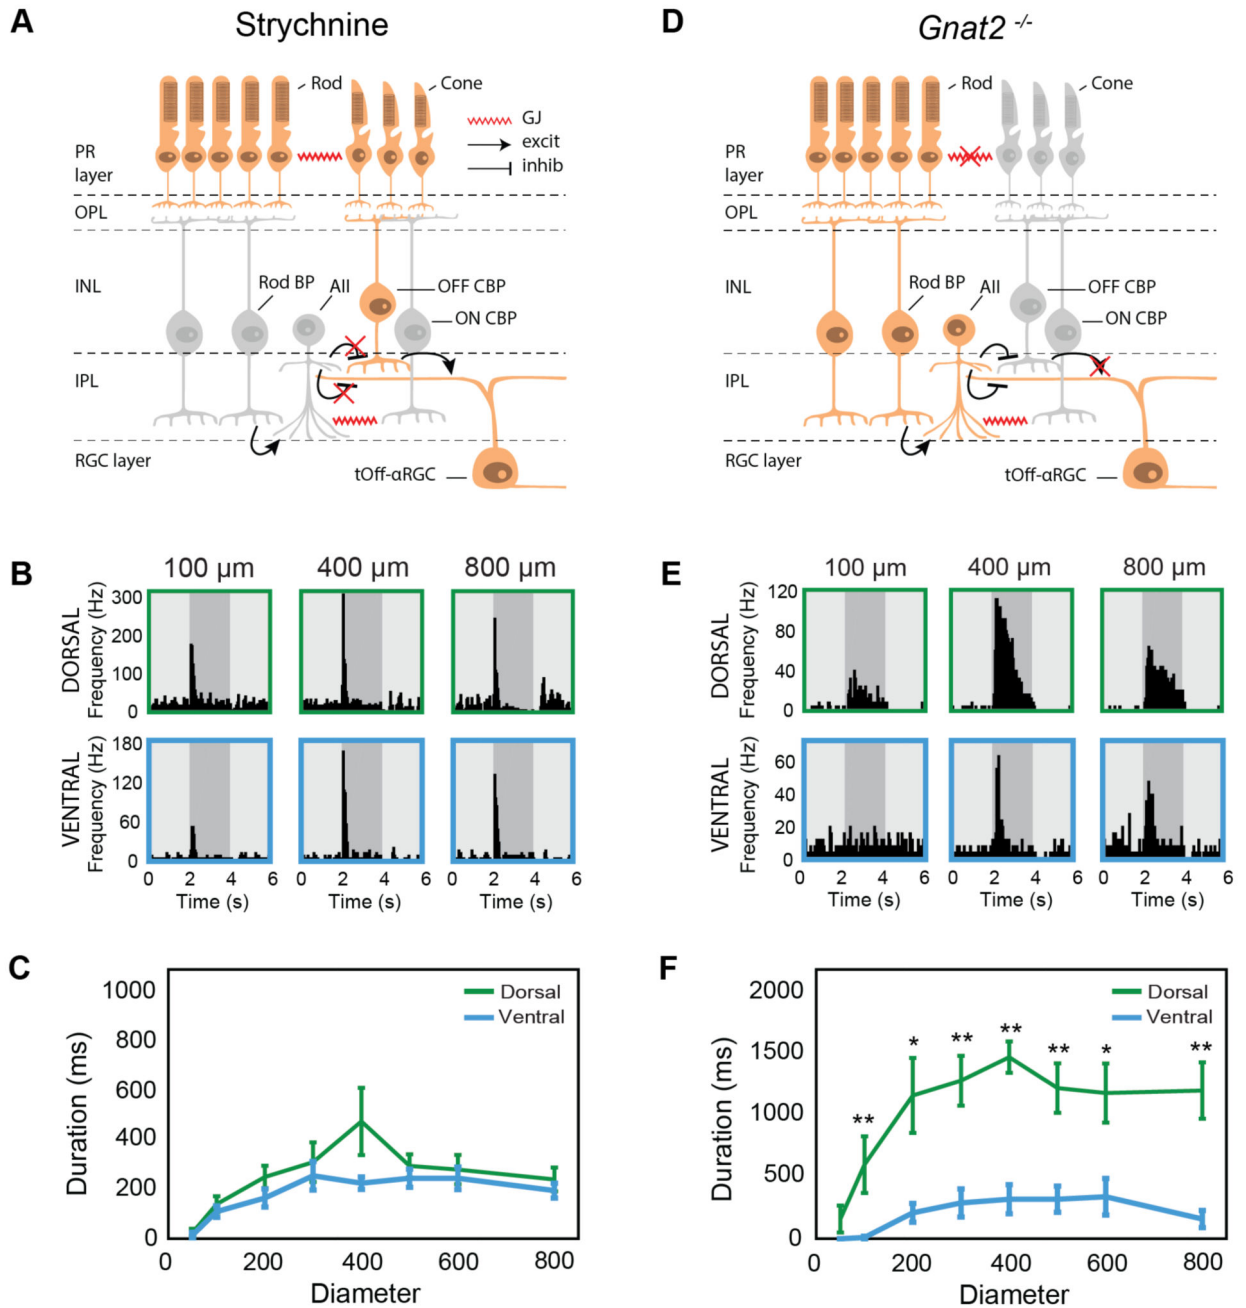 A
Strychnine
Rod
Cone
GJ
excit
inhib
PR
layer
OPL
INL
Rod BP
AII
OFF CBP
ON CBP
IPL
RGC layer
tOff-αRGC
D
Gnat2 -/-
Rod
Cone
PR
layer
OPL
INL
Rod BP
AII
OFF CBP
ON CBP
IPL
RGC layer
tOff-αRGC
B
100 µm 400 µm 800 µm
DORSAL
Frequency (Hz)
300
200
100
0
VENTRAL
Frequency (Hz)
180
120
60
0
0 2 4 6 0 2 4 6 0 2 4 6
Time (s) Time (s) Time (s)
E
100 µm 400 µm 800 µm
DORSAL
Frequency (Hz)
120
80
40
0
VENTRAL
Frequency (Hz)
60
40
20
0
0 2 4 6 0 2 4 6 0 2 4 6
Time (s) Time (s) Time (s)
C
Duration (ms)
1000
800
600
400
200
0
Dorsal
Ventral
0 200 400 600 800
Diameter
F
Duration (ms)
2000
1500
1000
500
0
Dorsal
Ventral
** * ** ** ** * **
0 200 400 600 800
Diameter